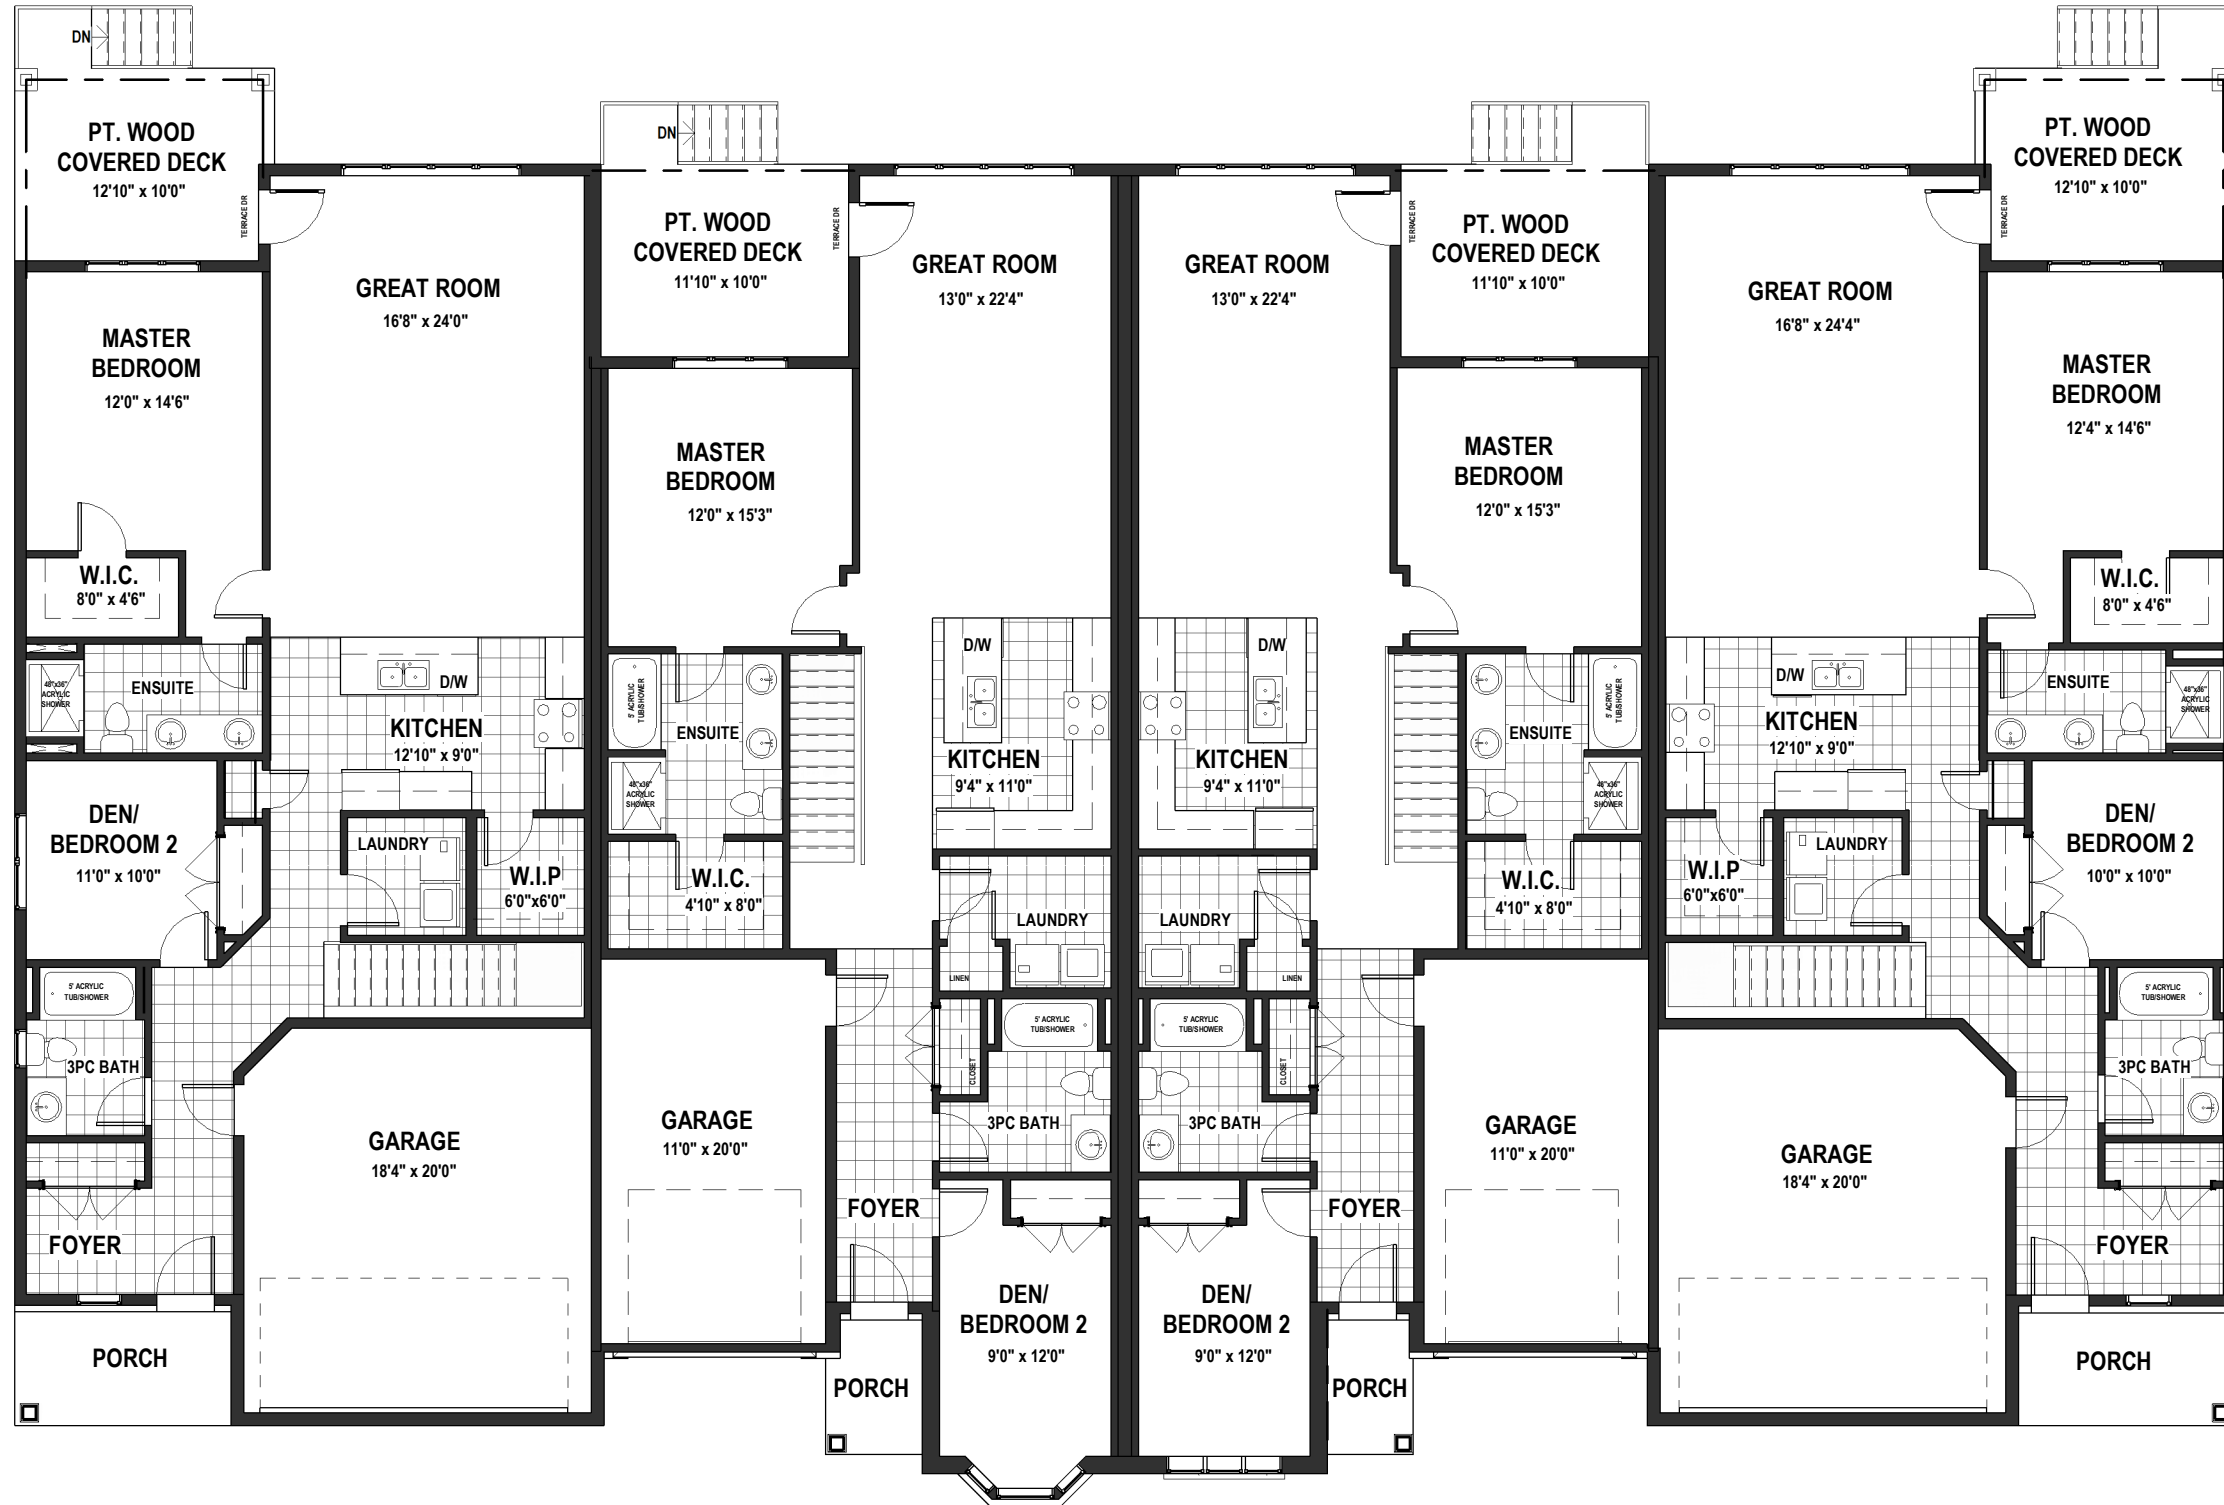 DN
PT. WOOD
COVERED DECK
12'10" x 10'0"
TERRACE DR
GREAT ROOM
16'8" x 24'0"
MASTER
BEDROOM
12'0" x 14'6"
W.I.C.
8'0" x 4'6"
48"x36"
ACRYLIC
SHOWER
ENSUITE
D/W
KITCHEN
12'10" x 9'0"
DEN/
BEDROOM 2
11'0" x 10'0"
LAUNDRY
W.I.P
6'0"x6'0"
5' ACRYLIC
TUB/SHOWER
3PC BATH
GARAGE
18'4" x 20'0"
FOYER
PORCH
DN
PT. WOOD
COVERED DECK
11'10" x 10'0"
TERRACE DR
GREAT ROOM
13'0" x 22'4"
MASTER
BEDROOM
12'0" x 15'3"
5' ACRYLIC
TUB/SHOWER
ENSUITE
48"x36"
ACRYLIC
SHOWER
D/W
KITCHEN
9'4" x 11'0"
W.I.C.
4'10" x 8'0"
LAUNDRY
LINEN
5' ACRYLIC
TUB/SHOWER
CLOSET
3PC BATH
GARAGE
11'0" x 20'0"
FOYER
DEN/
BEDROOM 2
9'0" x 12'0"
PORCH
GREAT ROOM
13'0" x 22'4"
TERRACE DR
PT. WOOD
COVERED DECK
11'10" x 10'0"
MASTER
BEDROOM
12'0" x 15'3"
D/W
KITCHEN
9'4" x 11'0"
ENSUITE
5' ACRYLIC
TUB/SHOWER
48"x36"
ACRYLIC
SHOWER
W.I.C.
4'10" x 8'0"
LAUNDRY
LINEN
5' ACRYLIC
TUB/SHOWER
CLOSET
3PC BATH
GARAGE
11'0" x 20'0"
FOYER
DEN/
BEDROOM 2
9'0" x 12'0"
PORCH
PT. WOOD
COVERED DECK
12'10" x 10'0"
TERRACE DR
GREAT ROOM
16'8" x 24'4"
MASTER
BEDROOM
12'4" x 14'6"
W.I.C.
8'0" x 4'6"
D/W
KITCHEN
12'10" x 9'0"
ENSUITE
48"x36"
ACRYLIC
SHOWER
W.I.P
6'0"x6'0"
LAUNDRY
DEN/
BEDROOM 2
10'0" x 10'0"
5' ACRYLIC
TUB/SHOWER
3PC BATH
GARAGE
18'4" x 20'0"
FOYER
PORCH